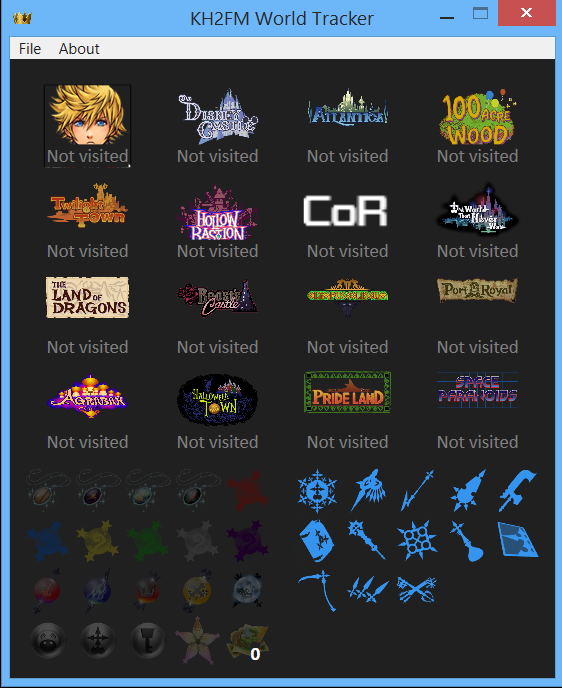 KH2FM World Tracker
File About
DISNEY CASTLE
ATLANTICA
100 ACRE WOOD
Not visited Not visited Not visited Not visited
Twilight Town
HOLLOW BASTION
CoR
The World That Never Was
Not visited Not visited Not visited Not visited
THE LAND OF DRAGONS
Beast's Castle
Port Royal
Not visited Not visited Not visited Not visited
AGRABAH
HALLOWEEN TOWN
PRIDE LAND
SPACE PARANOIDS
Not visited Not visited Not visited Not visited
0